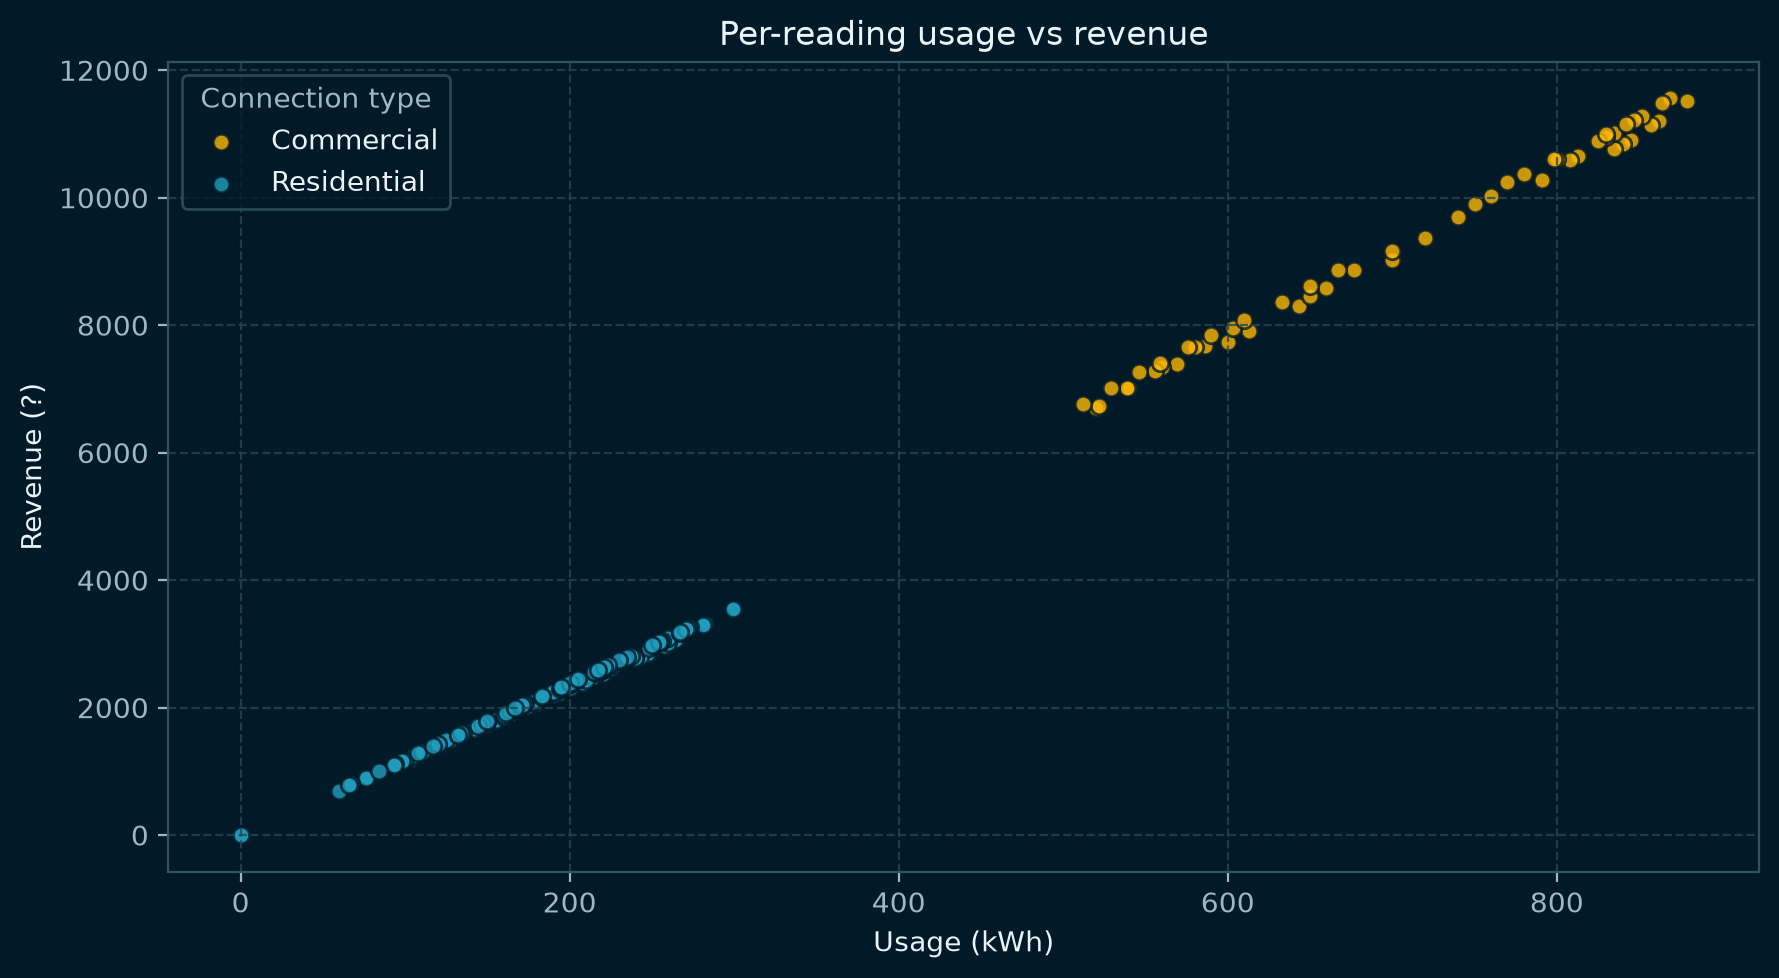 Per-reading usage vs revenue
12000
10000
8000
6000
4000
2000
0
Revenue (?)
Connection type
Commercial
Residential
0 200 400 600 800
Usage (kWh)